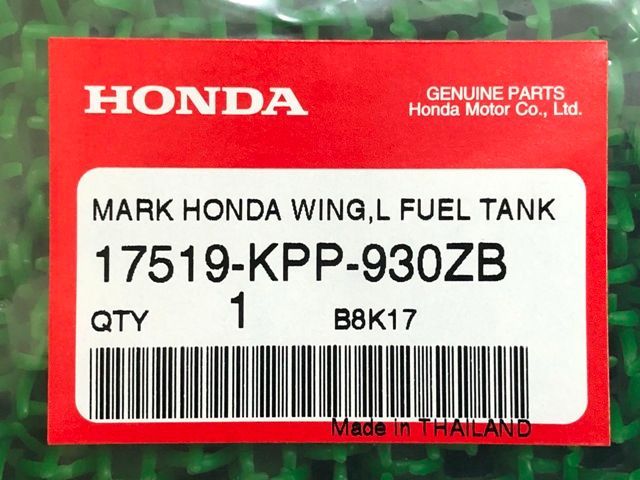 HONDA
GENUINE PARTS
Honda Motor Co., Ltd.
MARK HONDA WING,L FUEL TANK
17519-KPP-930ZB
QTY 1 B8K17
Made in THAILAND